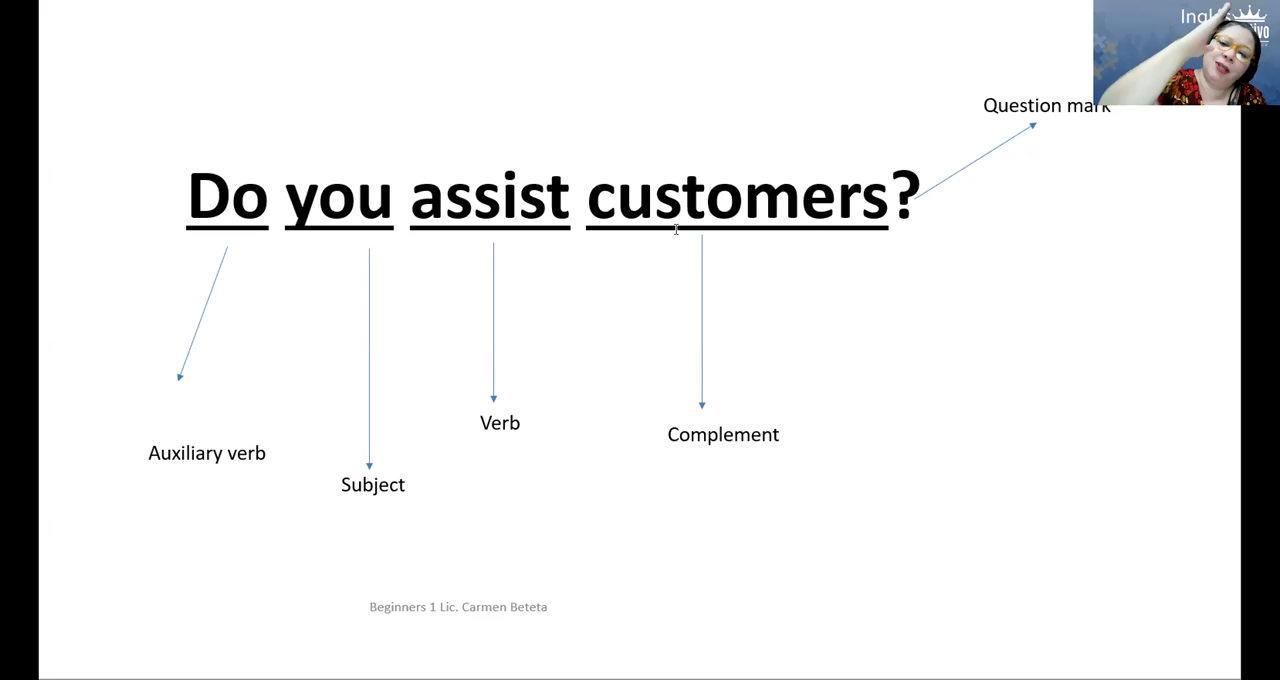 Question mark
Do you assist customers?
Verb
Complement
Auxiliary verb
Subject
Beginners 1 Lic. Carmen Beteta